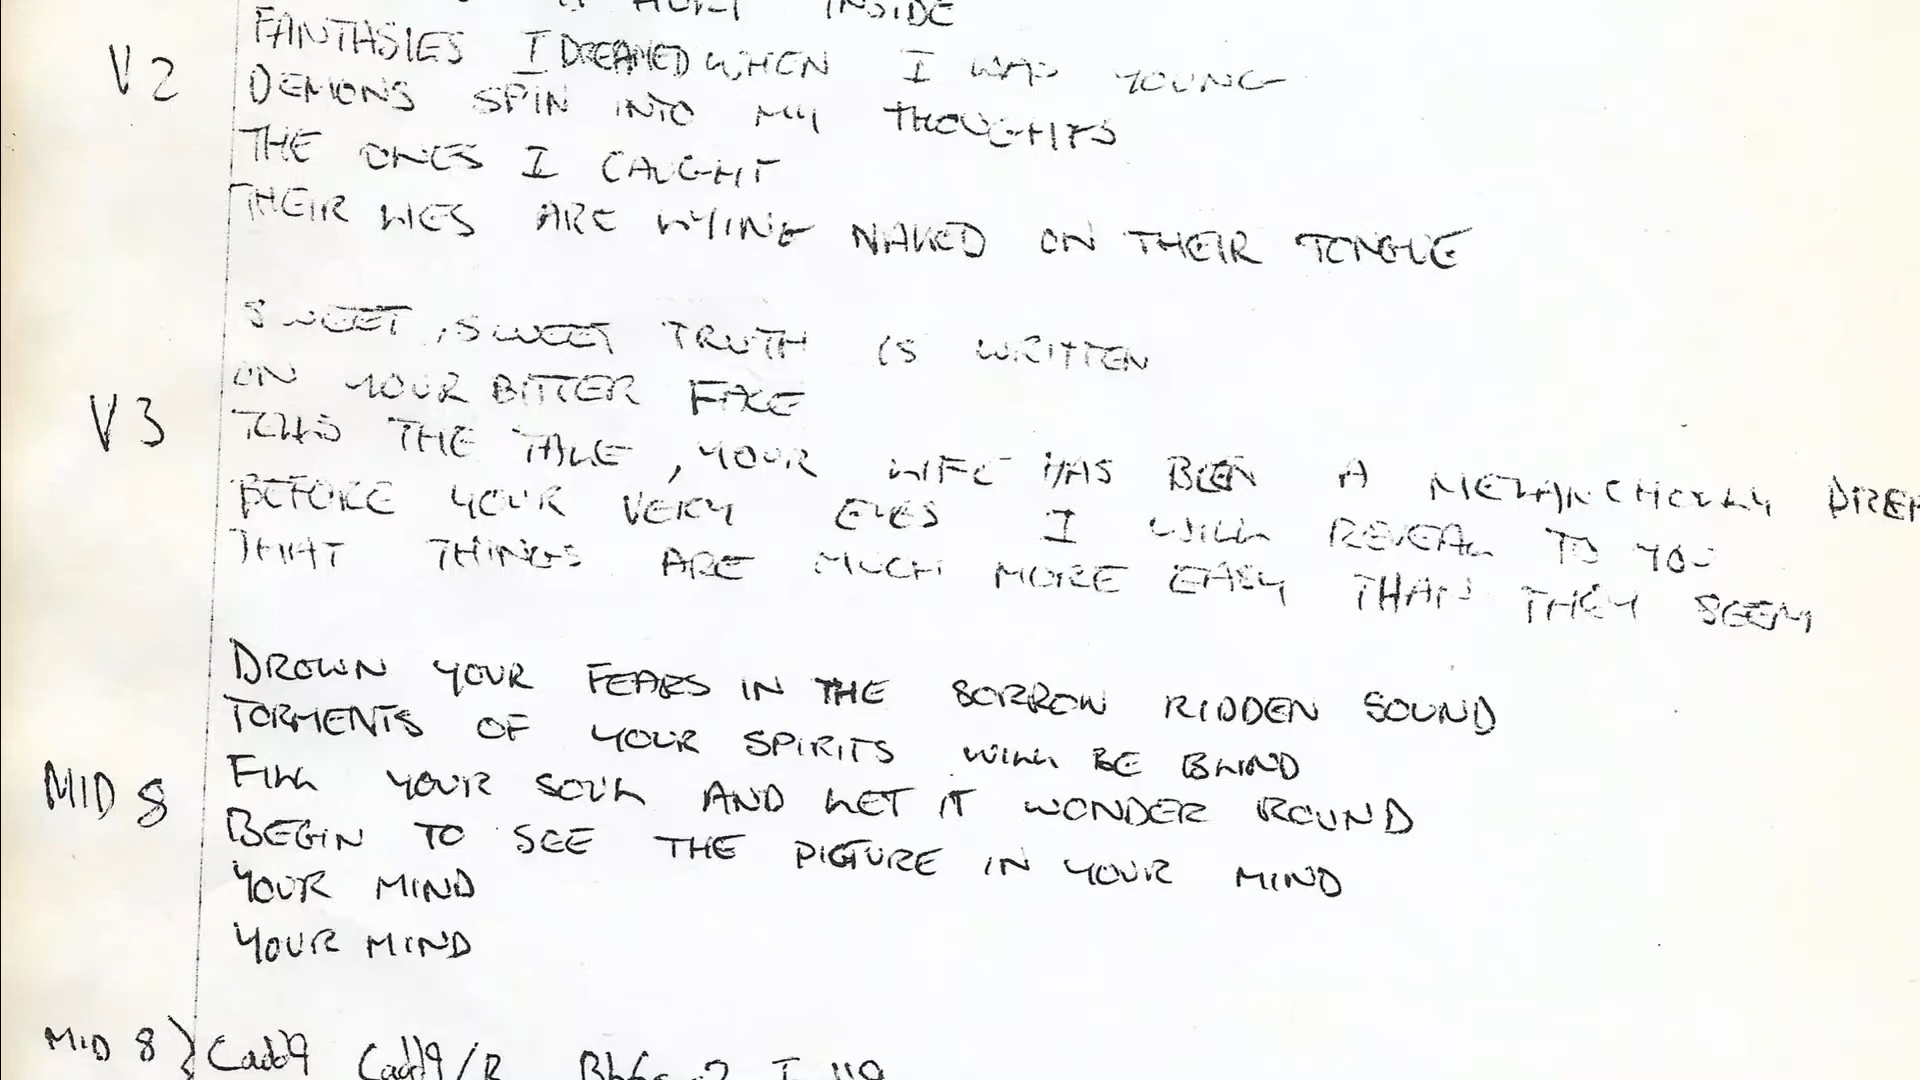 INSIDE
FANTASIES I DREAMED WHEN I WAS YOUNG
V2
DEMONS SPIN INTO MY THOUGHTS
THE ONES I CAUGHT
THEIR LIES ARE LYING NAKED ON THEIR TONGUE
SWEET, SWEET TRUTH IS WRITTEN
ON YOUR BITTER FACE
V3
TELLS THE TALE, YOUR LIFE HAS BEEN A MELANCHOLLY DREA
BEFORE YOUR VERY EYES I WILL REVEAL TO YOU
THAT THINGS ARE MUCH MORE EASY THAN THEY SEEM
DROWN YOUR FEARS IN THE SORROW RIDDEN SOUND
TORMENTS OF YOUR SPIRITS WILL BE BLIND
MID 8
FILL YOUR SOUL AND LET IT WONDER ROUND
BEGIN TO SEE THE PICTURE IN YOUR MIND
YOUR MIND
YOUR MIND
MID 8} Cadd9 Cadd9/B